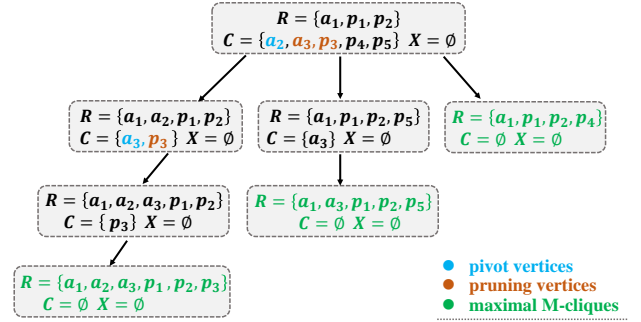 R = {a₁, p₁, p₂}
C = {a₂, a₃, p₃, p₄, p₅} X = ∅
R = {a₁, a₂, p₁, p₂}
C = {a₃, p₃} X = ∅
R = {a₁, p₁, p₂, p₅}
C = {a₃} X = ∅
R = {a₁, p₁, p₂, p₄}
C = ∅ X = ∅
R = {a₁, a₂, a₃, p₁, p₂}
C = { p₃} X = ∅
R = {a₁, a₃, p₁, p₂, p₅}
C = ∅ X = ∅
R = {a₁, a₂, a₃, p₁, p₂, p₃}
C = ∅ X = ∅
pivot vertices
pruning vertices
maximal M-cliques